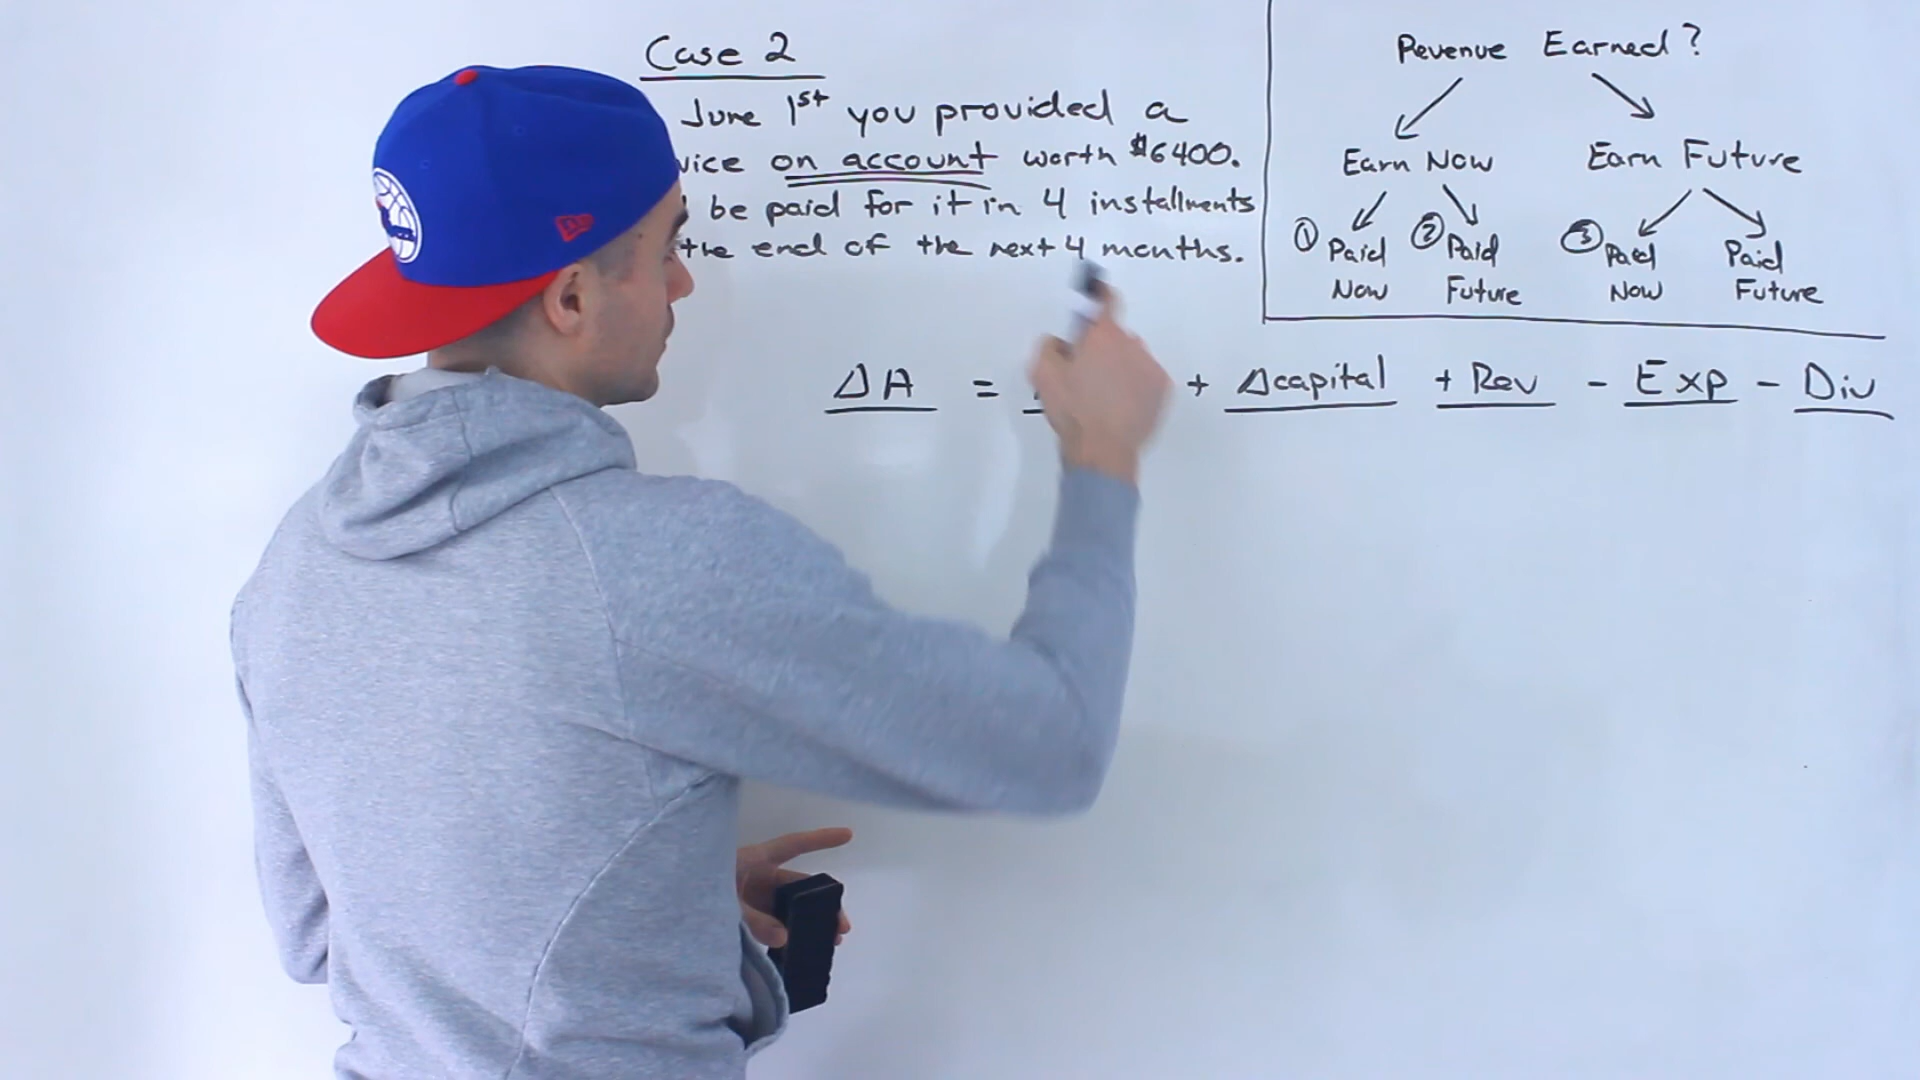 Case 2
June 1st you provided a
on account worth $6400.
be paid for it in 4 installments
the end of the next 4 months.
Revenue Earned?
Earn Now Earn Future
① Paid Now
② Paid Future
③ Paid Now
Paid Future
ΔA = + Δcapital + Rev - Exp - Div